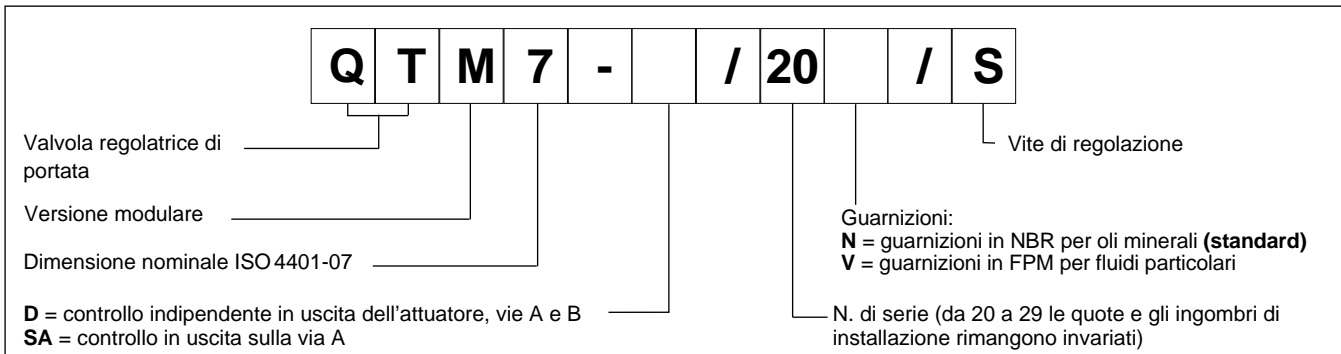 QTM7- /20 /S
Valvola regolatrice di
portata
Vite di regolazione
Versione modulare
Guarnizioni:
N = guarnizioni in NBR per oli minerali (standard)
V = guarnizioni in FPM per fluidi particolari
Dimensione nominale ISO 4401-07
D = controllo indipendente in uscita dell'attuatore, vie A e B
SA = controllo in uscita sulla via A
N. di serie (da 20 a 29 le quote e gli ingombri di
installazione rimangono invariati)